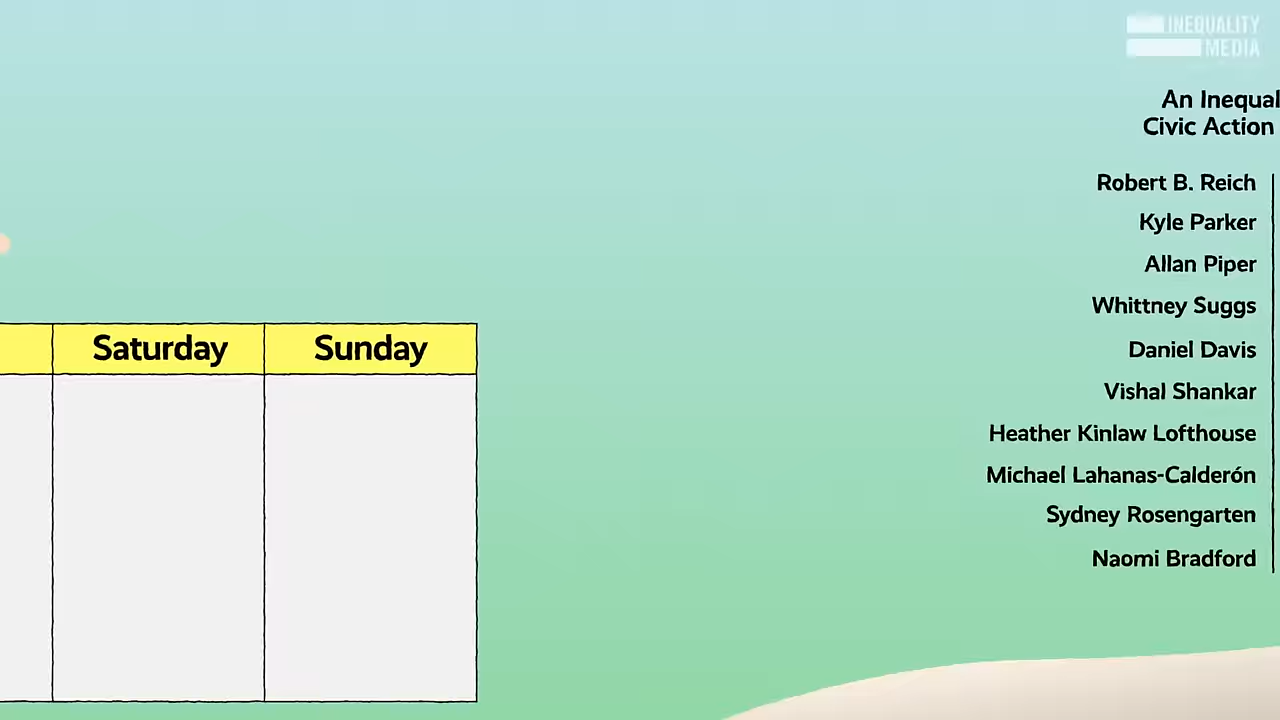 INEQUALITY
MEDIA
An Inequal
Civic Action
Robert B. Reich
Kyle Parker
Allan Piper
Whittney Suggs
Daniel Davis
Vishal Shankar
Heather Kinlaw Lofthouse
Michael Lahanas-Calderón
Sydney Rosengarten
Naomi Bradford
Saturday
Sunday